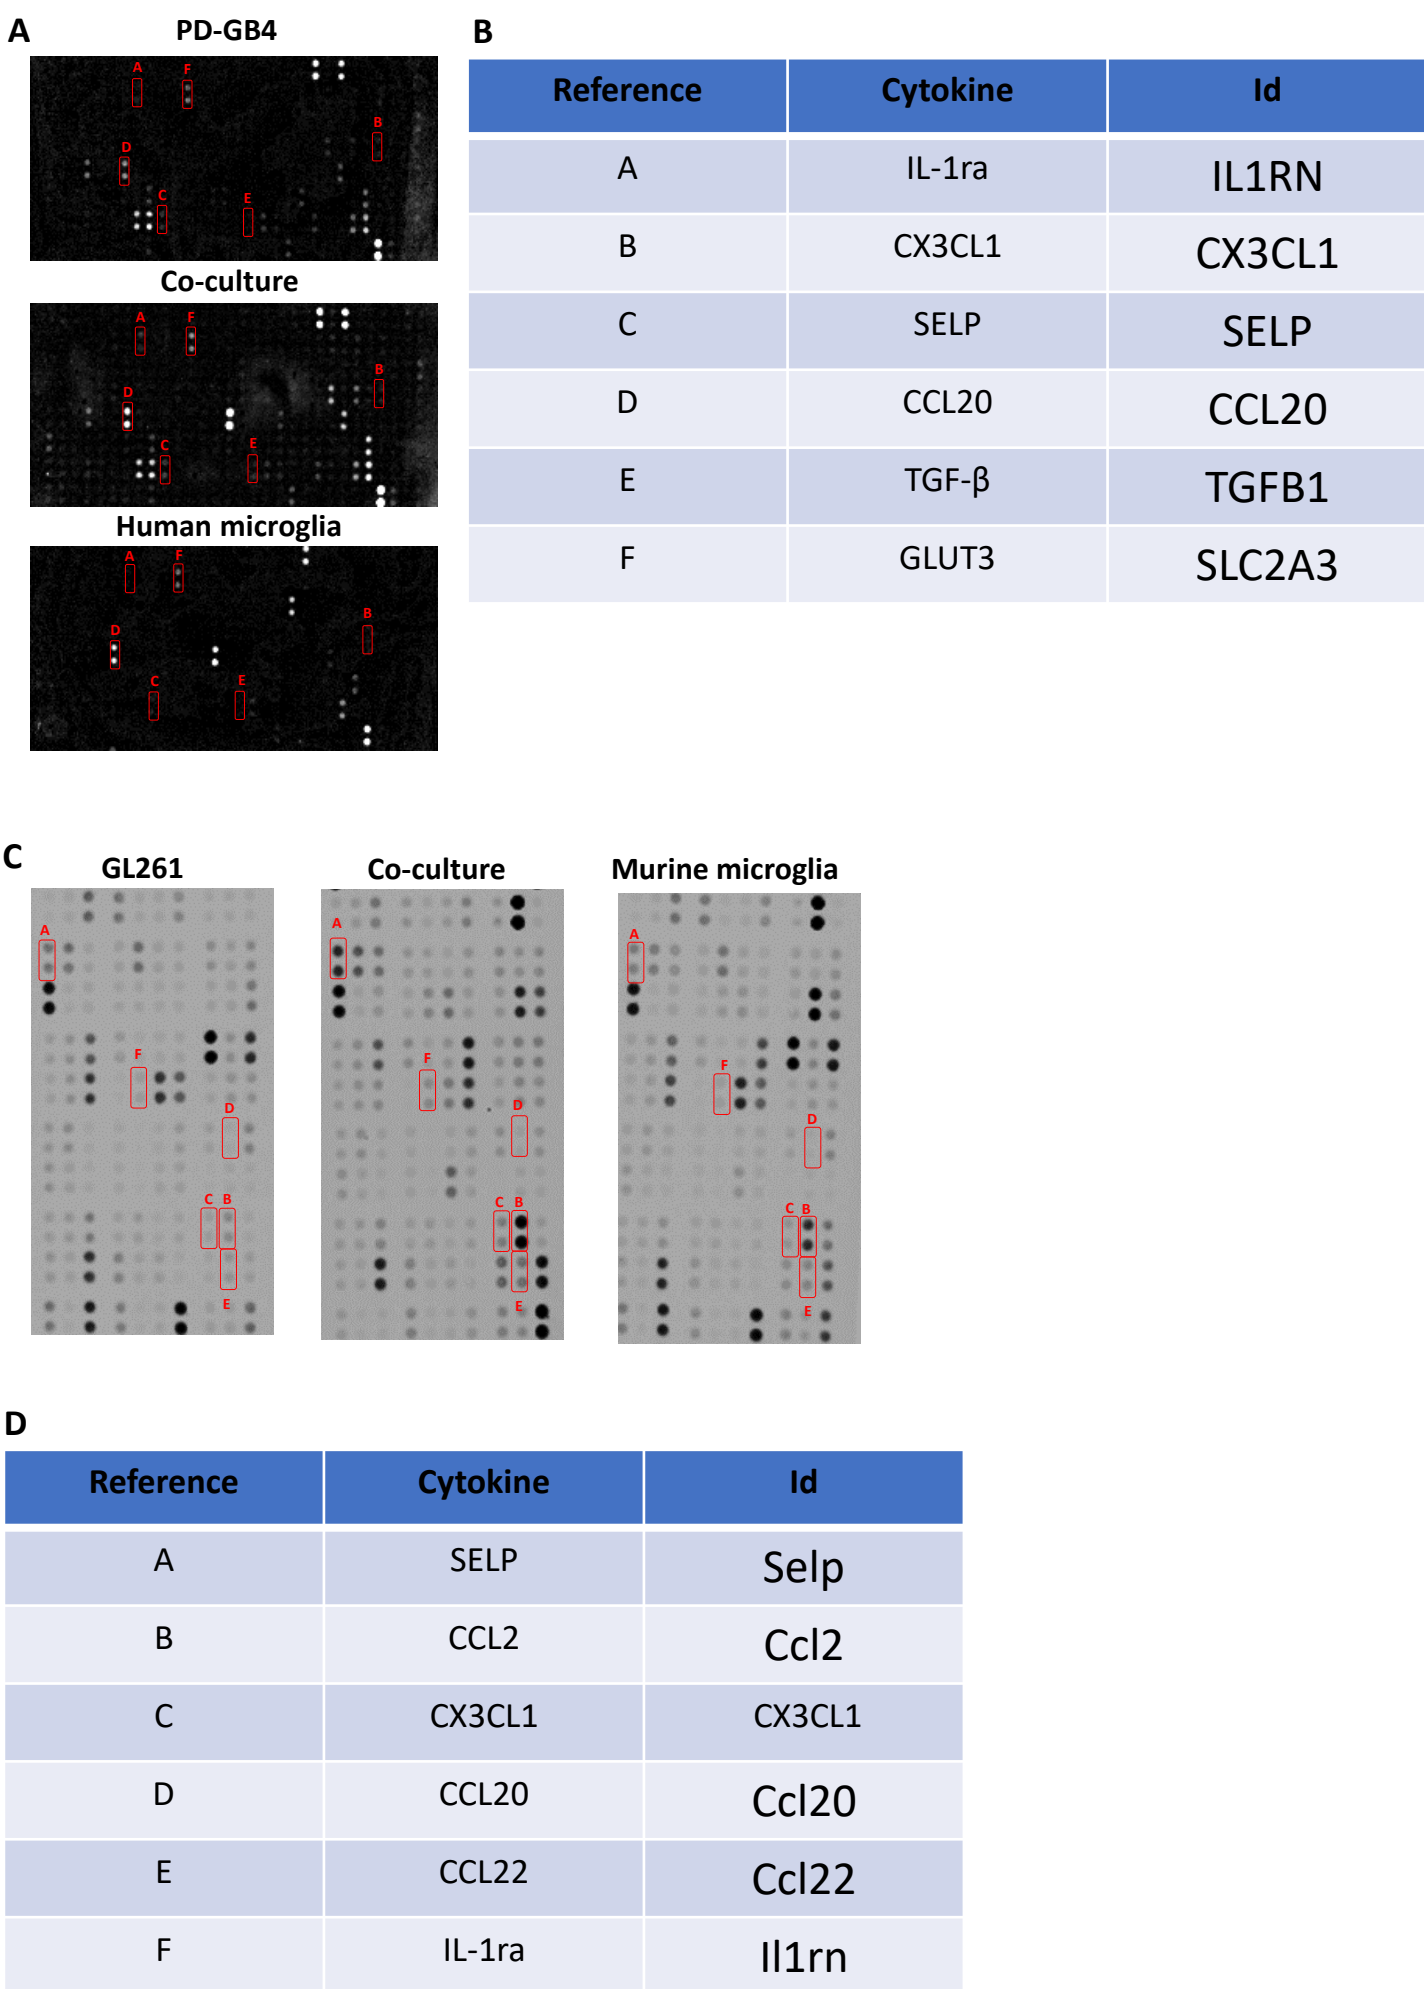 A
PD-GB4
A
F
B
D
C
E
Co-culture
A
F
B
D
C
E
Human microglia
A
F
B
D
C
E
B
Reference Cytokine Id
A IL-1ra IL1RN
B CX3CL1 CX3CL1
C SELP SELP
D CCL20 CCL20
E TGF-β TGFB1
F GLUT3 SLC2A3
C
GL261
A
F
D
C B
E
Co-culture
A
F
D
C B
E
Murine microglia
A
F
D
C B
E
D
Reference Cytokine Id
A SELP Selp
B CCL2 Ccl2
C CX3CL1 CX3CL1
D CCL20 Ccl20
E CCL22 Ccl22
F IL-1ra Il1rn